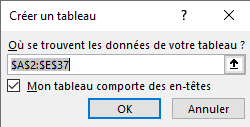 Créer un tableau
?
×
Où se trouvent les données de votre tableau ?
$A$2:$E$37
Mon tableau comporte des en-têtes
OK
Annuler